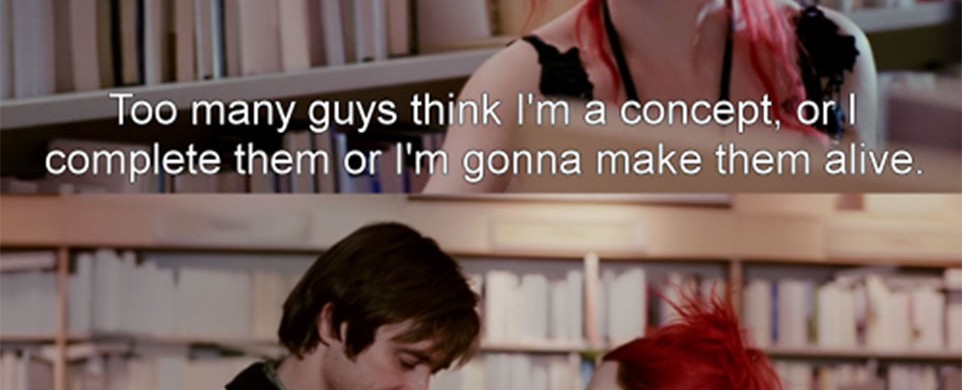 Too many guys think I'm a concept, or I
complete them or I'm gonna make them alive.